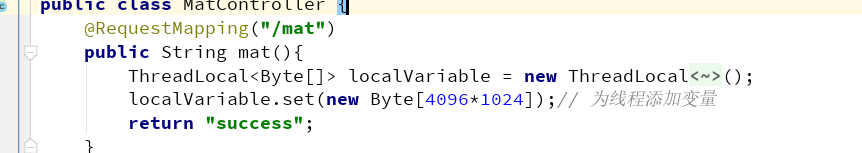 public class MatController {
@RequestMapping("/mat")
public String mat(){
ThreadLocal<Byte[]> localVariable = new ThreadLocal<~>();
localVariable.set(new Byte[4096*1024]);// 为线程添加变量
return "success";
}